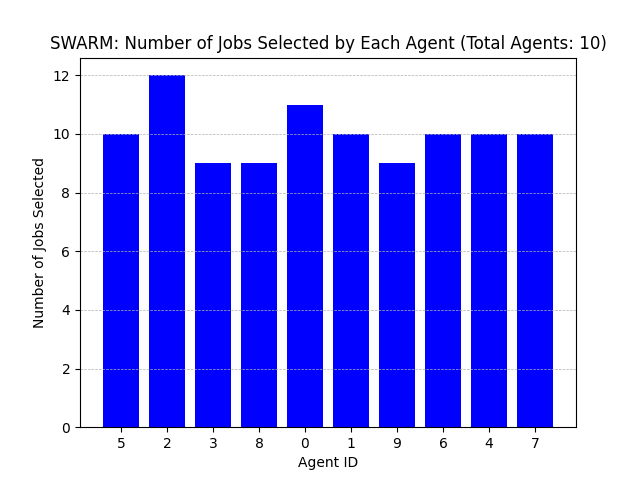 SWARM: Number of Jobs Selected by Each Agent (Total Agents: 10)
12
10
8
6
4
2
0
Number of Jobs Selected
5 2 3 8 0 1 9 6 4 7
Agent ID